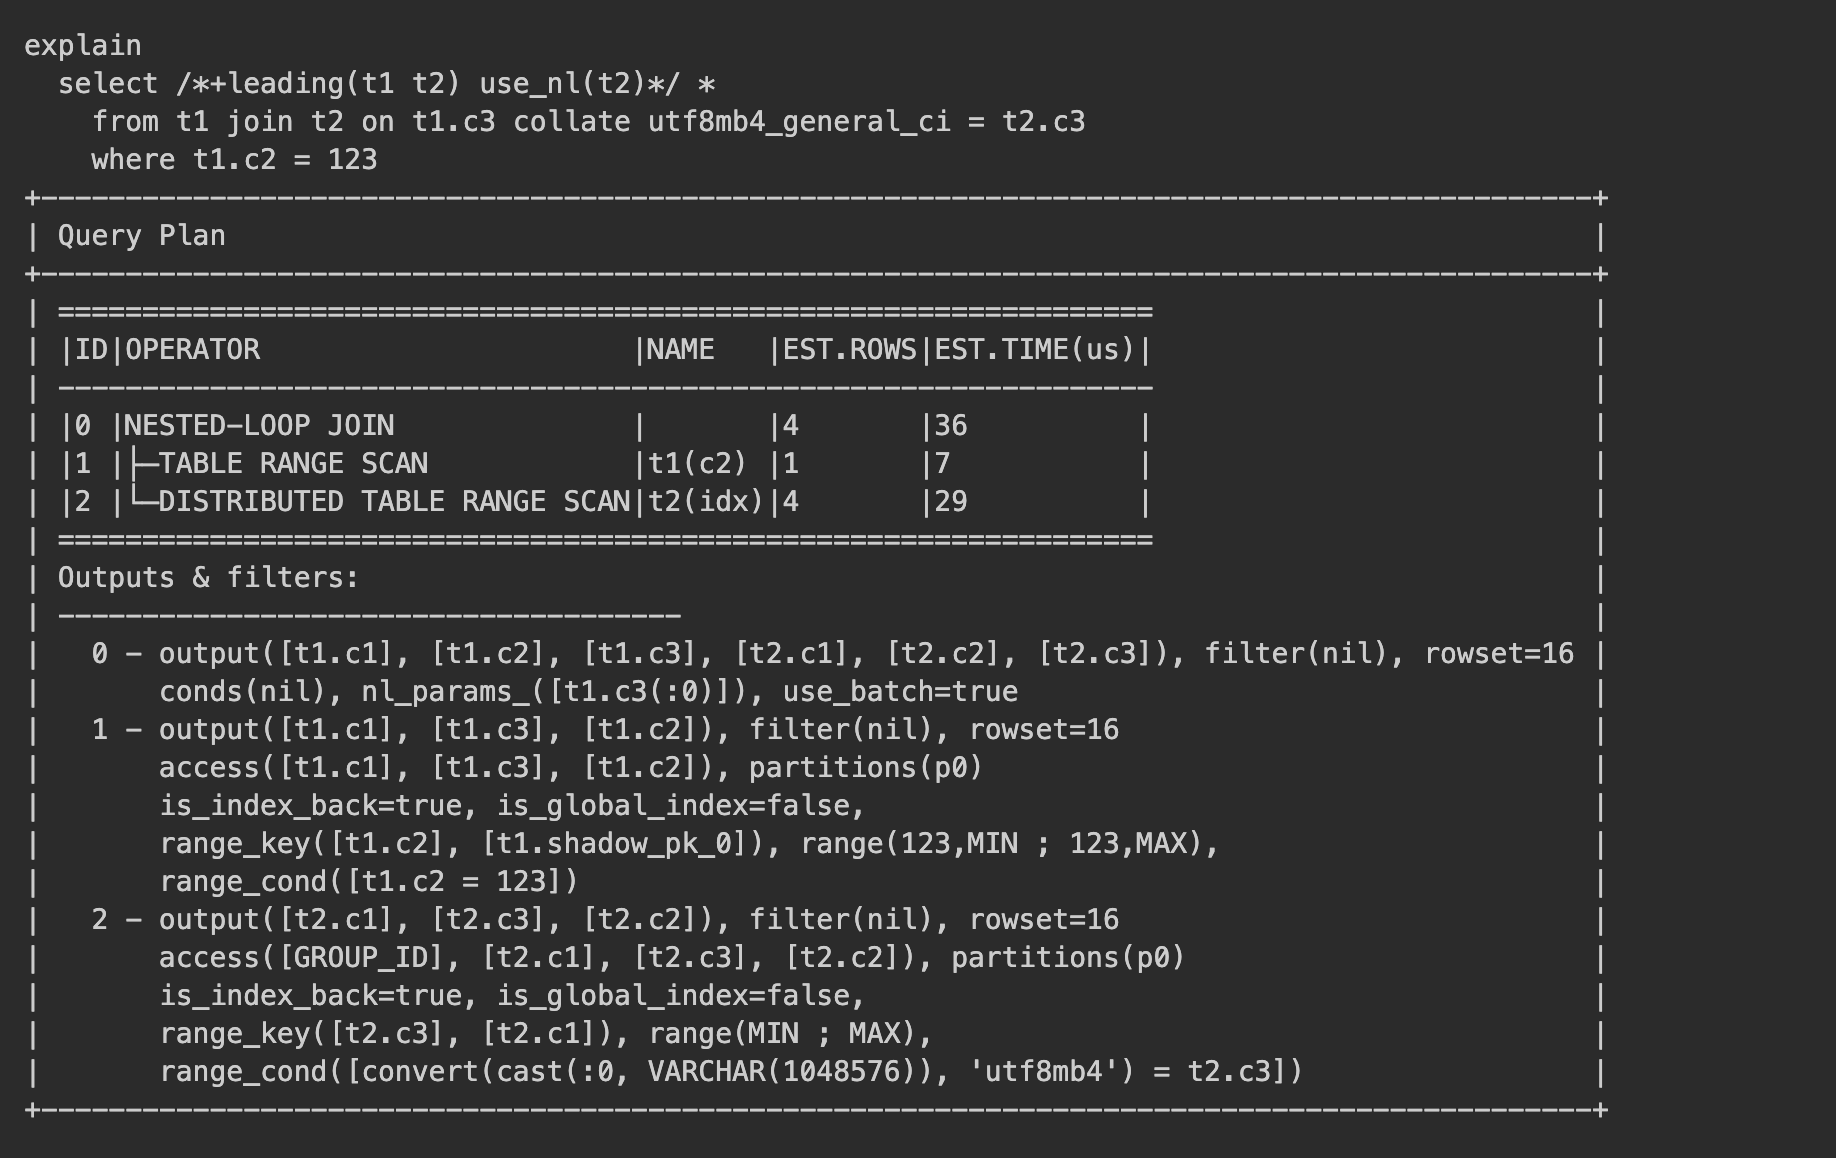 explain
  select /*+leading(t1 t2) use_nl(t2)*/ *
    from t1 join t2 on t1.c3 collate utf8mb4_general_ci = t2.c3
    where t1.c2 = 123
+--------------------------------------------------------------------------------------------+
| Query Plan                                                                                 |
+--------------------------------------------------------------------------------------------+
| =================================================================                          |
| |ID|OPERATOR                      |NAME   |EST.ROWS|EST.TIME(us)|                          |
| -----------------------------------------------------------------                          |
| |0 |NESTED-LOOP JOIN              |       |4       |36          |                          |
| |1 |├─TABLE RANGE SCAN            |t1(c2) |1       |7           |                          |
| |2 |└─DISTRIBUTED TABLE RANGE SCAN|t2(idx)|4       |29          |                          |
| =================================================================                          |
| Outputs & filters:                                                                         |
| -------------------------------------                                                      |
|   0 - output([t1.c1], [t1.c2], [t1.c3], [t2.c1], [t2.c2], [t2.c3]), filter(nil), rowset=16 |
|       conds(nil), nl_params_([t1.c3(:0)]), use_batch=true                                  |
|   1 - output([t1.c1], [t1.c3], [t1.c2]), filter(nil), rowset=16                            |
|       access([t1.c1], [t1.c3], [t1.c2]), partitions(p0)                                    |
|       is_index_back=true, is_global_index=false,                                           |
|       range_key([t1.c2], [t1.shadow_pk_0]), range(123,MIN ; 123,MAX),                      |
|       range_cond([t1.c2 = 123])                                                            |
|   2 - output([t2.c1], [t2.c3], [t2.c2]), filter(nil), rowset=16                            |
|       access([GROUP_ID], [t2.c1], [t2.c3], [t2.c2]), partitions(p0)                        |
|       is_index_back=true, is_global_index=false,                                           |
|       range_key([t2.c3], [t2.c1]), range(MIN ; MAX),                                       |
|       range_cond([convert(cast(:0, VARCHAR(1048576)), 'utf8mb4') = t2.c3])                 |
+--------------------------------------------------------------------------------------------+